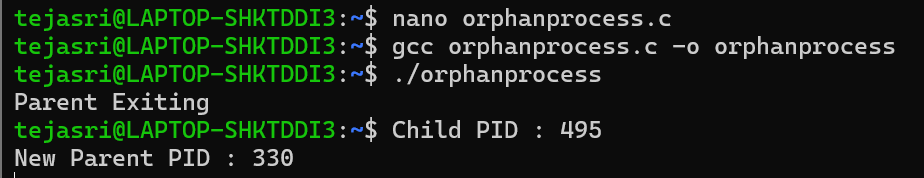 tejasri@LAPTOP-SHKTDDI3:~$ nano orphanprocess.c
tejasri@LAPTOP-SHKTDDI3:~$ gcc orphanprocess.c -o orphanprocess
tejasri@LAPTOP-SHKTDDI3:~$ ./orphanprocess
Parent Exiting
tejasri@LAPTOP-SHKTDDI3:~$ Child PID : 495
New Parent PID : 330